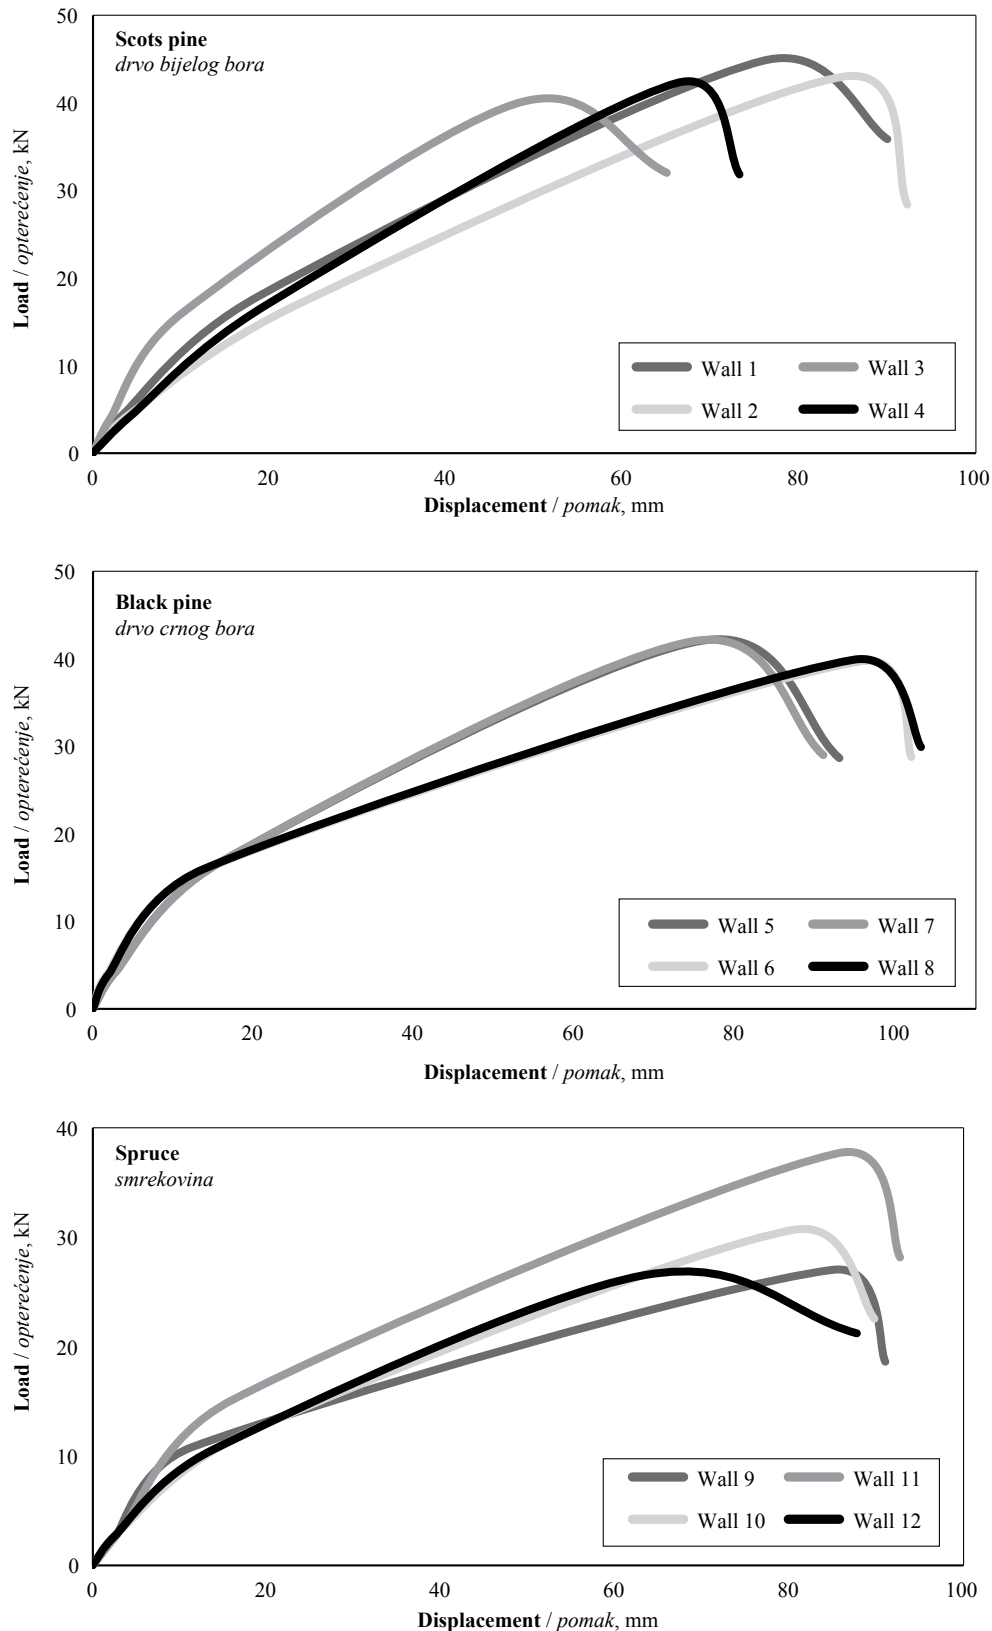 50
Scots pine
drvo bijelog bora
40
30
20
10
0
Load / opterećenje, kN
Wall 1 Wall 3
Wall 2 Wall 4
0 20 40 60 80 100
Displacement / pomak, mm
50
Black pine
drvo crnog bora
40
30
20
10
0
Load / opterećenje, kN
Wall 5 Wall 7
Wall 6 Wall 8
0 20 40 60 80 100
Displacement / pomak, mm
40
Spruce
smrekovina
30
20
10
0
Load / opterećenje, kN
Wall 9 Wall 11
Wall 10 Wall 12
0 20 40 60 80 100
Displacement / pomak, mm